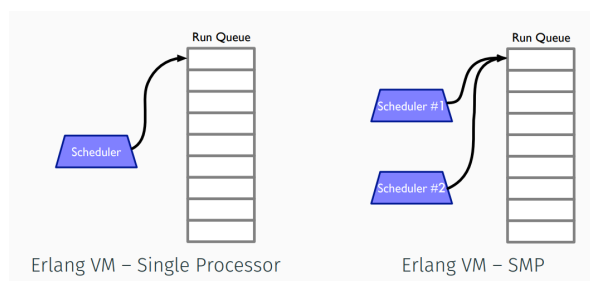 Run Queue
Scheduler
Erlang VM – Single Processor
Run Queue
Scheduler #1
Scheduler #2
Erlang VM – SMP